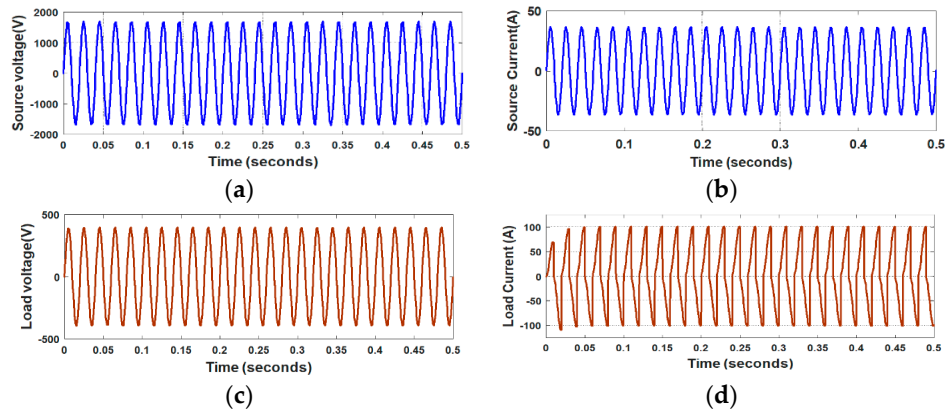 2000
1000
0
-1000
-2000
Source voltage(V)
0 0.05 0.1 0.15 0.2 0.25 0.3 0.35 0.4 0.45 0.5
Time (seconds)
(a)
50
0
-50
Source Current(A)
0 0.1 0.2 0.3 0.4 0.5
Time (seconds)
(b)
500
0
-500
Load voltage(V)
0 0.05 0.1 0.15 0.2 0.25 0.3 0.35 0.4 0.45 0.5
Time (seconds)
(c)
100
50
0
-50
-100
Load Current (A)
0 0.05 0.1 0.15 0.2 0.25 0.3 0.35 0.4 0.45 0.5
Time (seconds)
(d)